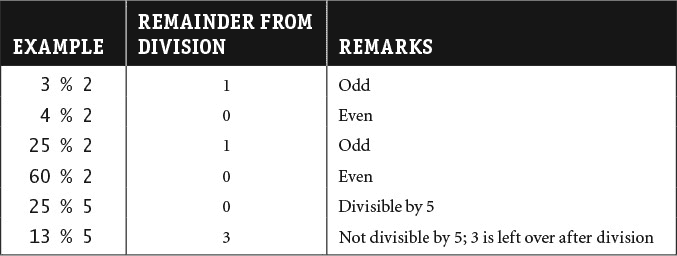 EXAMPLE REMAINDER FROM DIVISION REMARKS
3 % 2 1 Odd
4 % 2 0 Even
25 % 2 1 Odd
60 % 2 0 Even
25 % 5 0 Divisible by 5
13 % 5 3 Not divisible by 5; 3 is left over after division